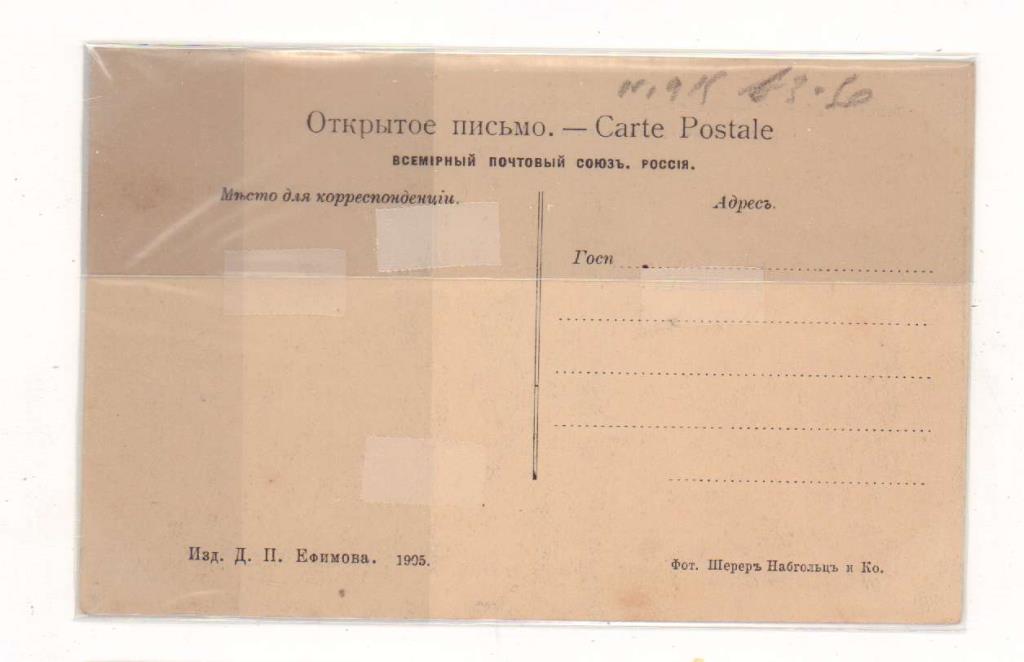 Открытое письмо. — Carte Postale
ВСЕМІРНЫЙ ПОЧТОВЫЙ СОЮЗЪ. РОССІЯ.
Мѣсто для корреспонденціи.
Адресъ.
Госп
Изд. Д. П. Ефимова. 1905.
Фот. Шереръ Набгольцъ и Ко.